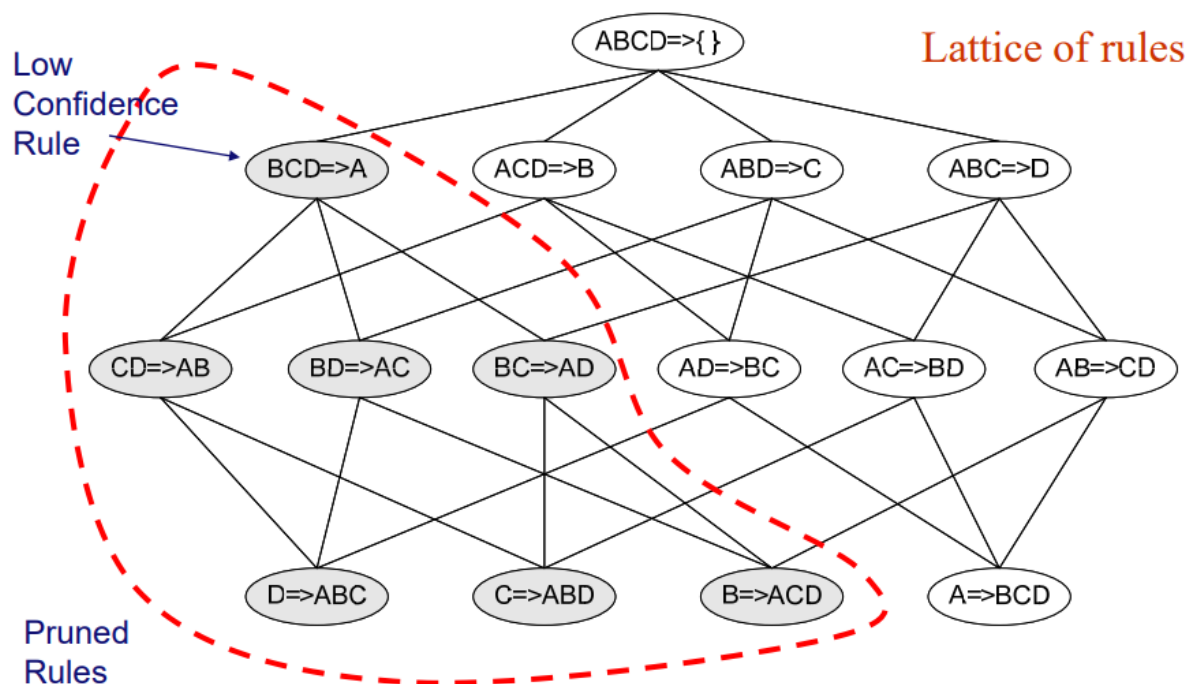 ABCD=>{ }
Lattice of rules
Low
Confidence
Rule
BCD=>A
ACD=>B
ABD=>C
ABC=>D
CD=>AB
BD=>AC
BC=>AD
AD=>BC
AC=>BD
AB=>CD
D=>ABC
C=>ABD
B=>ACD
A=>BCD
Pruned
Rules